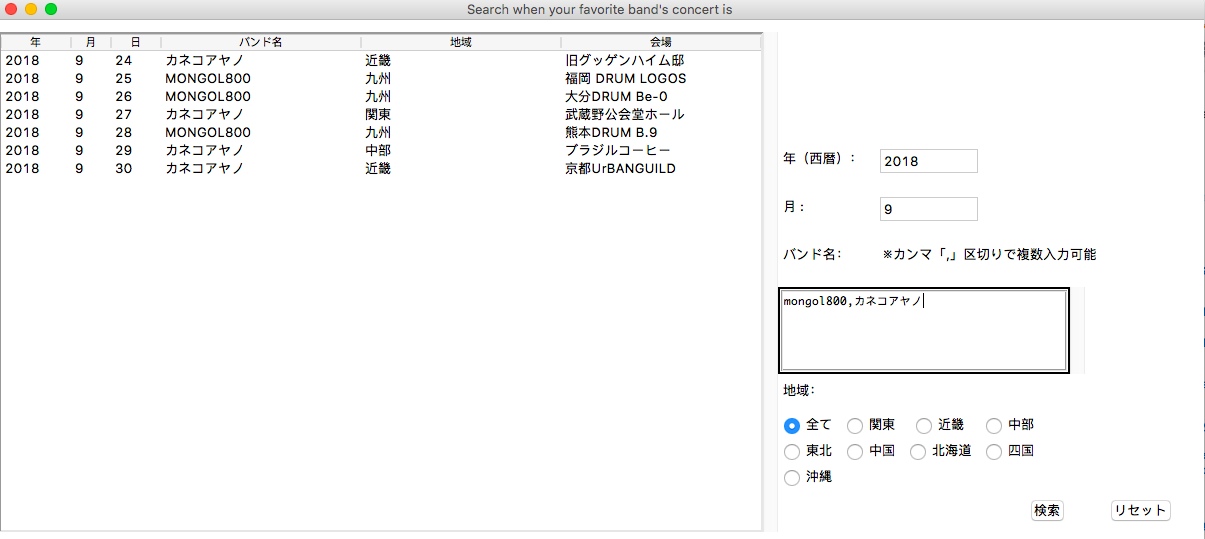 Search when your favorite band's concert is
年 月 日 バンド名 地域 会場
2018 9 24 カネコアヤノ 近畿 旧グッゲンハイム邸
2018 9 25 MONGOL800 九州 福岡 DRUM LOGOS
2018 9 26 MONGOL800 九州 大分DRUM Be-0
2018 9 27 カネコアヤノ 関東 武蔵野公会堂ホール
2018 9 28 MONGOL800 九州 熊本DRUM B.9
2018 9 29 カネコアヤノ 中部 ブラジルコーヒー
2018 9 30 カネコアヤノ 近畿 京都UrBANGUILD
年（西暦）： 2018
月： 9
バンド名： ※カンマ「,」区切りで複数入力可能
mongol800,カネコアヤノ
地域：
全て 関東 近畿 中部
東北 中国 北海道 四国
沖縄
検索 リセット